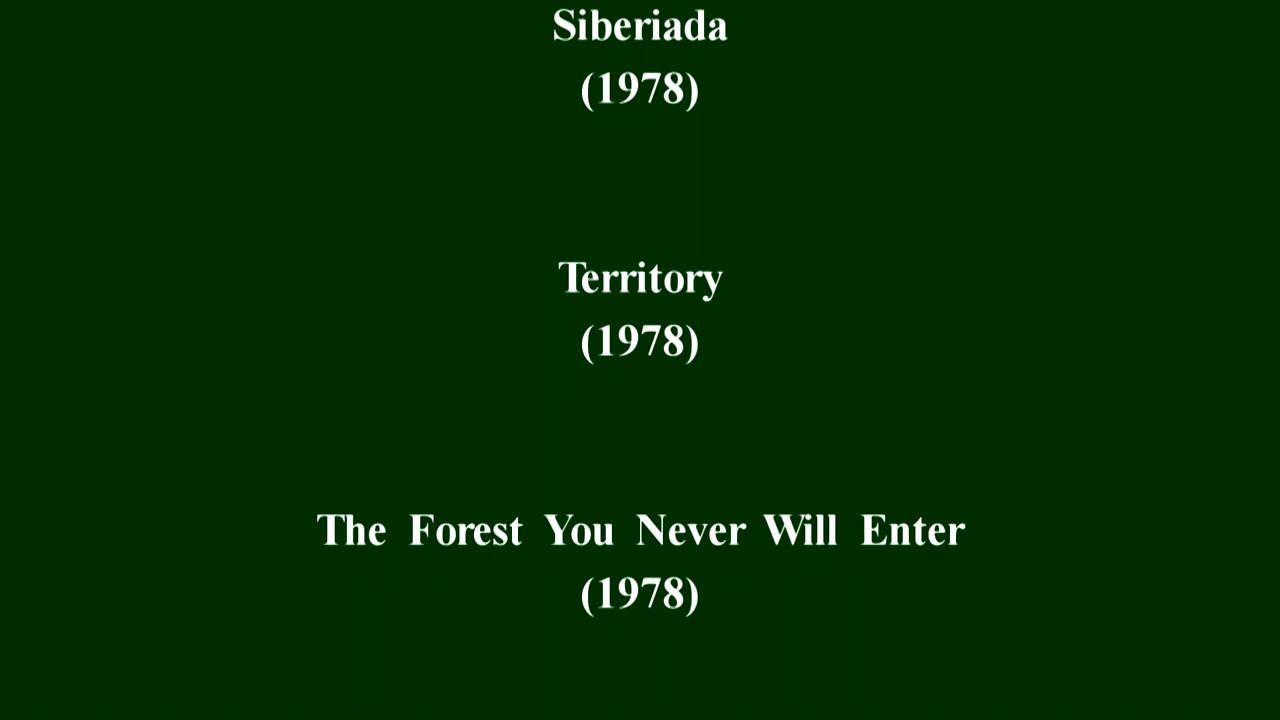 Siberiada
(1978)
Territory
(1978)
The Forest You Never Will Enter
(1978)